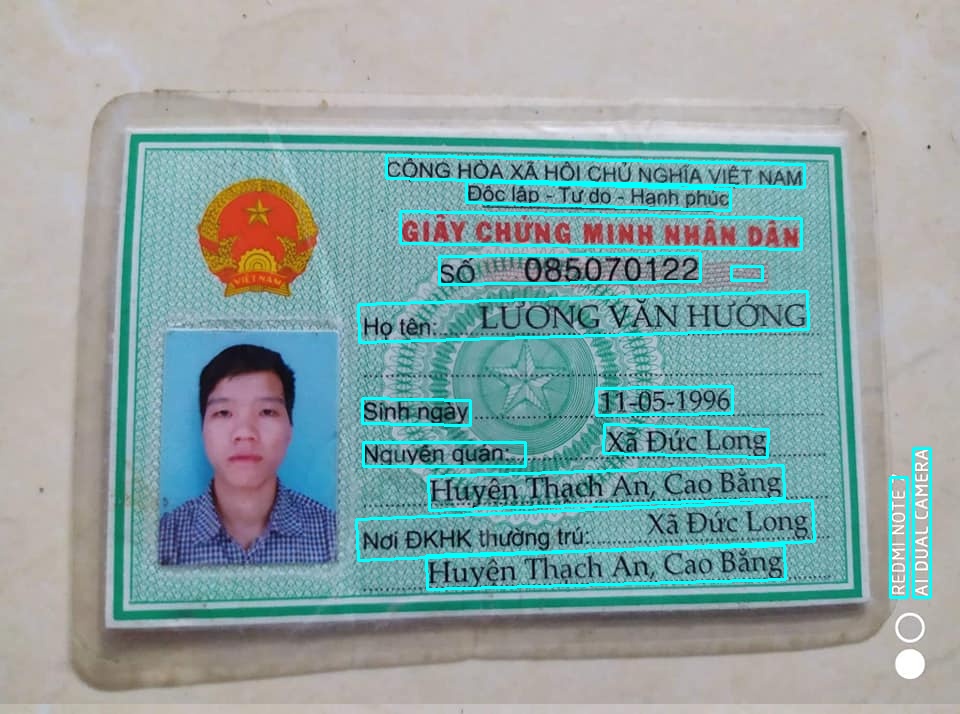 CỘNG HÒA XÃ HỘI CHỦ NGHĨA VIỆT NAM
Độc lập - Tự do - Hạnh phúc
GIẤY CHỨNG MINH NHÂN DÂN
SỐ 085070122
Họ tên: LƯƠNG VĂN HƯỚNG
Sinh ngày 11-05-1996
Nguyên quán: Xã Đức Long
Huyện Thạch An, Cao Bằng
Nơi ĐKHK thường trú: Xã Đức Long
Huyện Thạch An, Cao Bằng
VIỆT NAM
REDMI NOTE 
AI DUAL CAMERA